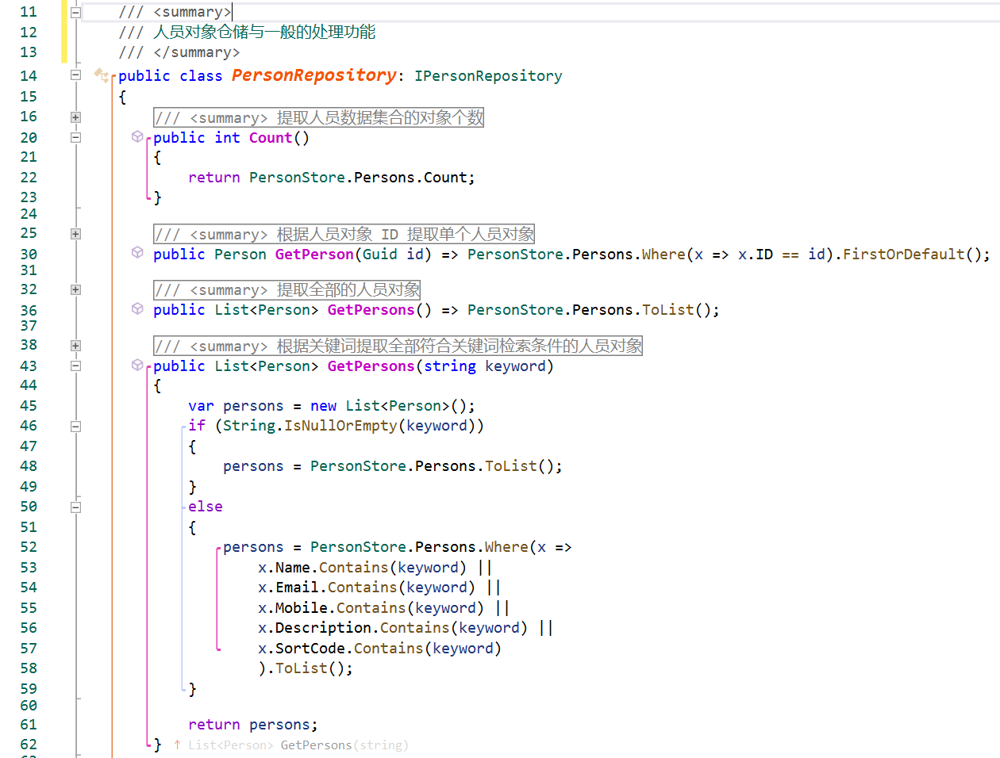 11 /// <summary>
12 /// 人员对象仓储与一般的处理功能
13 /// </summary>
14 public class PersonRepository: IPersonRepository
15 {
16 /// <summary> 提取人员数据集合的对象个数
20 public int Count()
21 {
22 return PersonStore.Persons.Count;
23 }
24
25 /// <summary> 根据人员对象 ID 提取单个人员对象
30 public Person GetPerson(Guid id) => PersonStore.Persons.Where(x => x.ID == id).FirstOrDefault();
31
32 /// <summary> 提取全部的人员对象
36 public List<Person> GetPersons() => PersonStore.Persons.ToList();
37
38 /// <summary> 根据关键词提取全部符合关键词检索条件的人员对象
43 public List<Person> GetPersons(string keyword)
44 {
45 var persons = new List<Person>();
46 if (String.IsNullOrEmpty(keyword))
47 {
48 persons = PersonStore.Persons.ToList();
49 }
50 else
51 {
52 persons = PersonStore.Persons.Where(x =>
53 x.Name.Contains(keyword) ||
54 x.Email.Contains(keyword) ||
55 x.Mobile.Contains(keyword) ||
56 x.Description.Contains(keyword) ||
57 x.SortCode.Contains(keyword)
58 ).ToList();
59 }
60
61 return persons;
62 } ↑ List<Person> GetPersons(string)